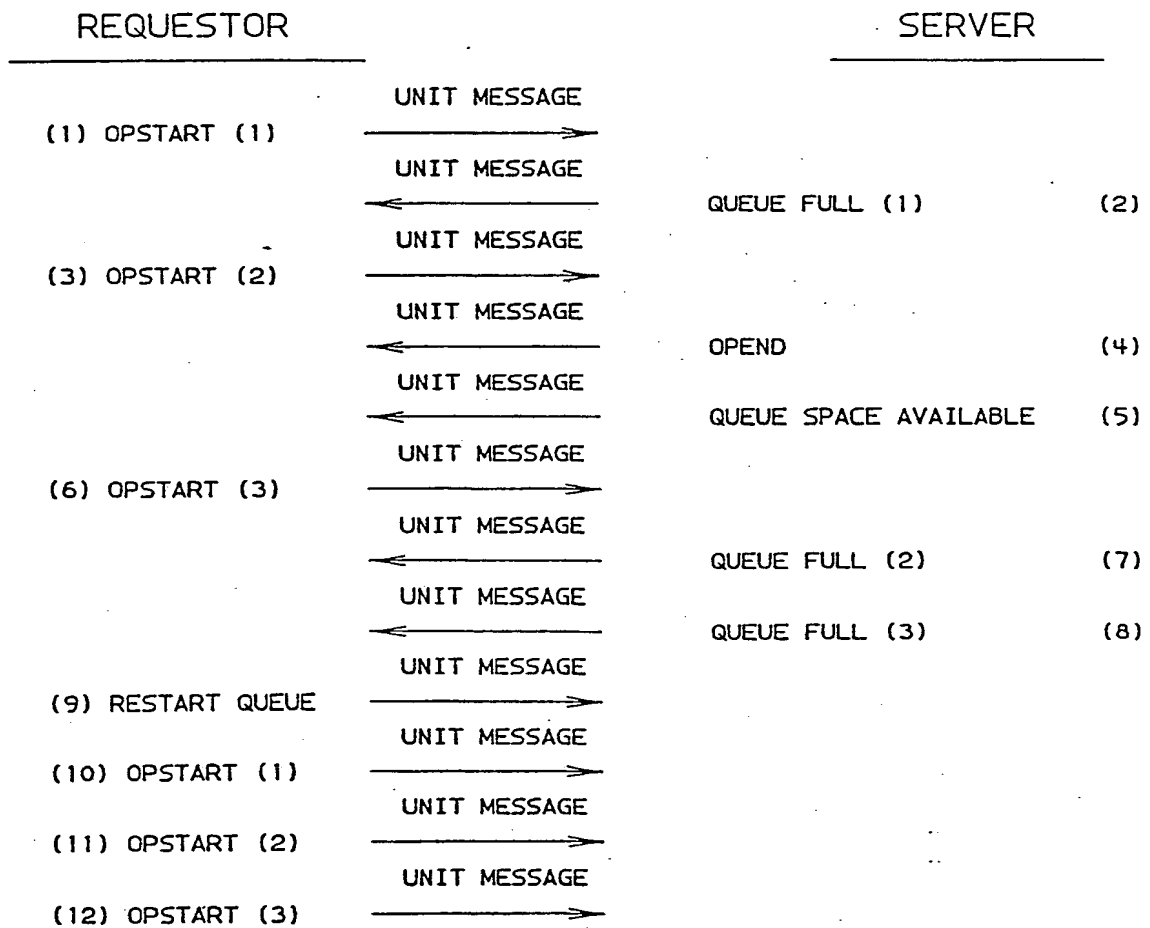 REQUESTOR SERVER
UNIT MESSAGE
(1) OPSTART (1)
UNIT MESSAGE
QUEUE FULL (1) (2)
UNIT MESSAGE
(3) OPSTART (2)
UNIT MESSAGE
OPEND (4)
UNIT MESSAGE
QUEUE SPACE AVAILABLE (5)
UNIT MESSAGE
(6) OPSTART (3)
UNIT MESSAGE
QUEUE FULL (2) (7)
UNIT MESSAGE
QUEUE FULL (3) (8)
UNIT MESSAGE
(9) RESTART QUEUE
UNIT MESSAGE
(10) OPSTART (1)
UNIT MESSAGE
(11) OPSTART (2)
UNIT MESSAGE
(12) OPSTART (3)